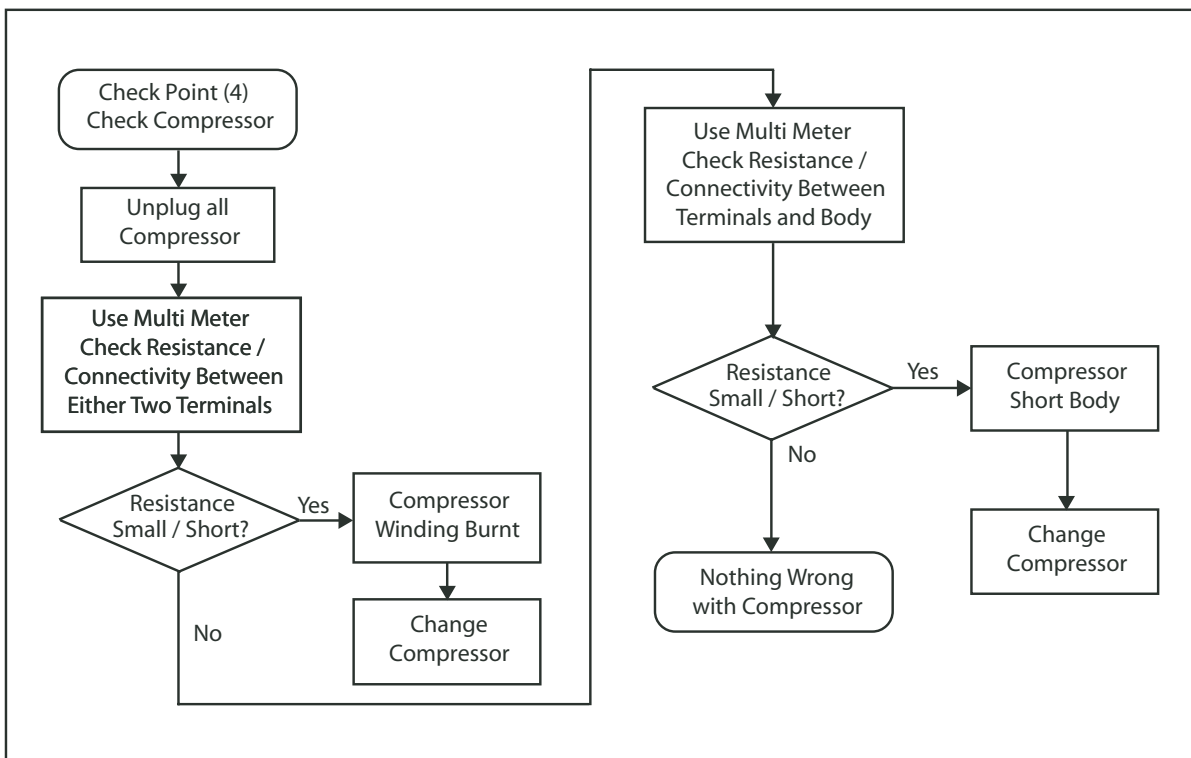 Check Point (4)
Check Compressor
Unplug all
Compressor
Use Multi Meter
Check Resistance /
Connectivity Between
Either Two Terminals
Resistance
Small / Short?
Yes
Compressor
Winding Burnt
Change
Compressor
No
Use Multi Meter
Check Resistance /
Connectivity Between
Terminals and Body
Resistance
Small / Short?
Yes
Compressor
Short Body
Change
Compressor
No
Nothing Wrong
with Compressor